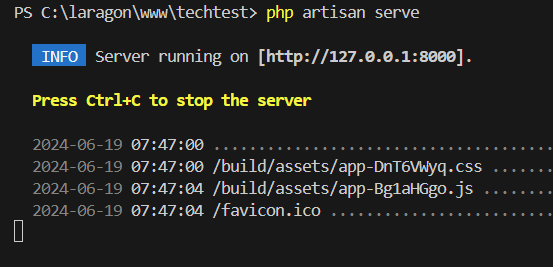 PS C:\laragon\www\techtest> php artisan serve
INFO Server running on [http://127.0.0.1:8000].
Press Ctrl+C to stop the server
2024-06-19 07:47:00 ........................................
2024-06-19 07:47:00 /build/assets/app-DnT6VWyq.css .......
2024-06-19 07:47:04 /build/assets/app-Bg1aHGgo.js ........
2024-06-19 07:47:04 /favicon.ico ..........................